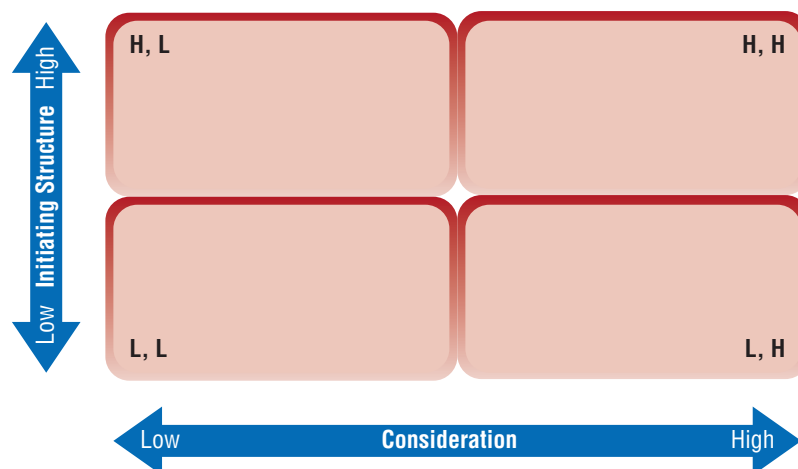 H, L
H, H
High
Initiating Structure
Low
L, L
L, H
Low
Consideration
High